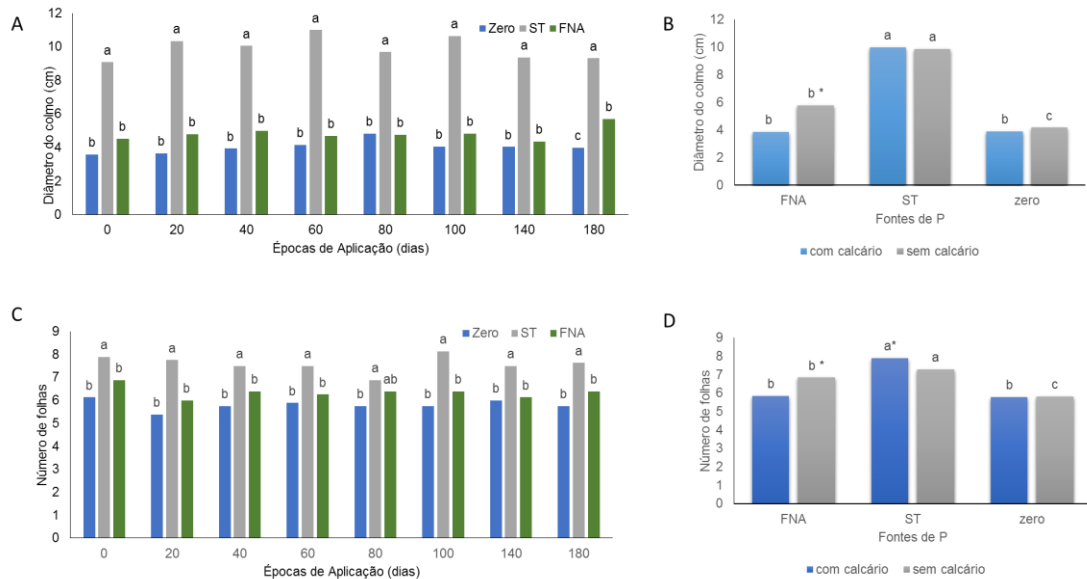 A
12
10
8
6
4
2
0
Diâmetro do colmo (cm)
Zero ST FNA
b a b
b a b
b a b
b a b
b a b
b a b
b a b
c a b
0 20 40 60 80 100 140 180
Épocas de Aplicação (dias)
B
12
10
8
6
4
2
0
Diâmetro do colmo (cm)
b b *
a a
b c
FNA ST zero
Fontes de P
com calcário sem calcário
C
9
8
7
6
5
4
3
2
1
0
Número de folhas
Zero ST FNA
b a b
b a b
b a b
b a b
b a ab
b a b
b a b
b a b
0 20 40 60 80 100 140 180
Épocas de Aplicação (dias)
D
9
8
7
6
5
4
3
2
1
0
Número de folhas
b b *
a* a
b c
FNA ST zero
Fontes de P
com calcário sem calcário